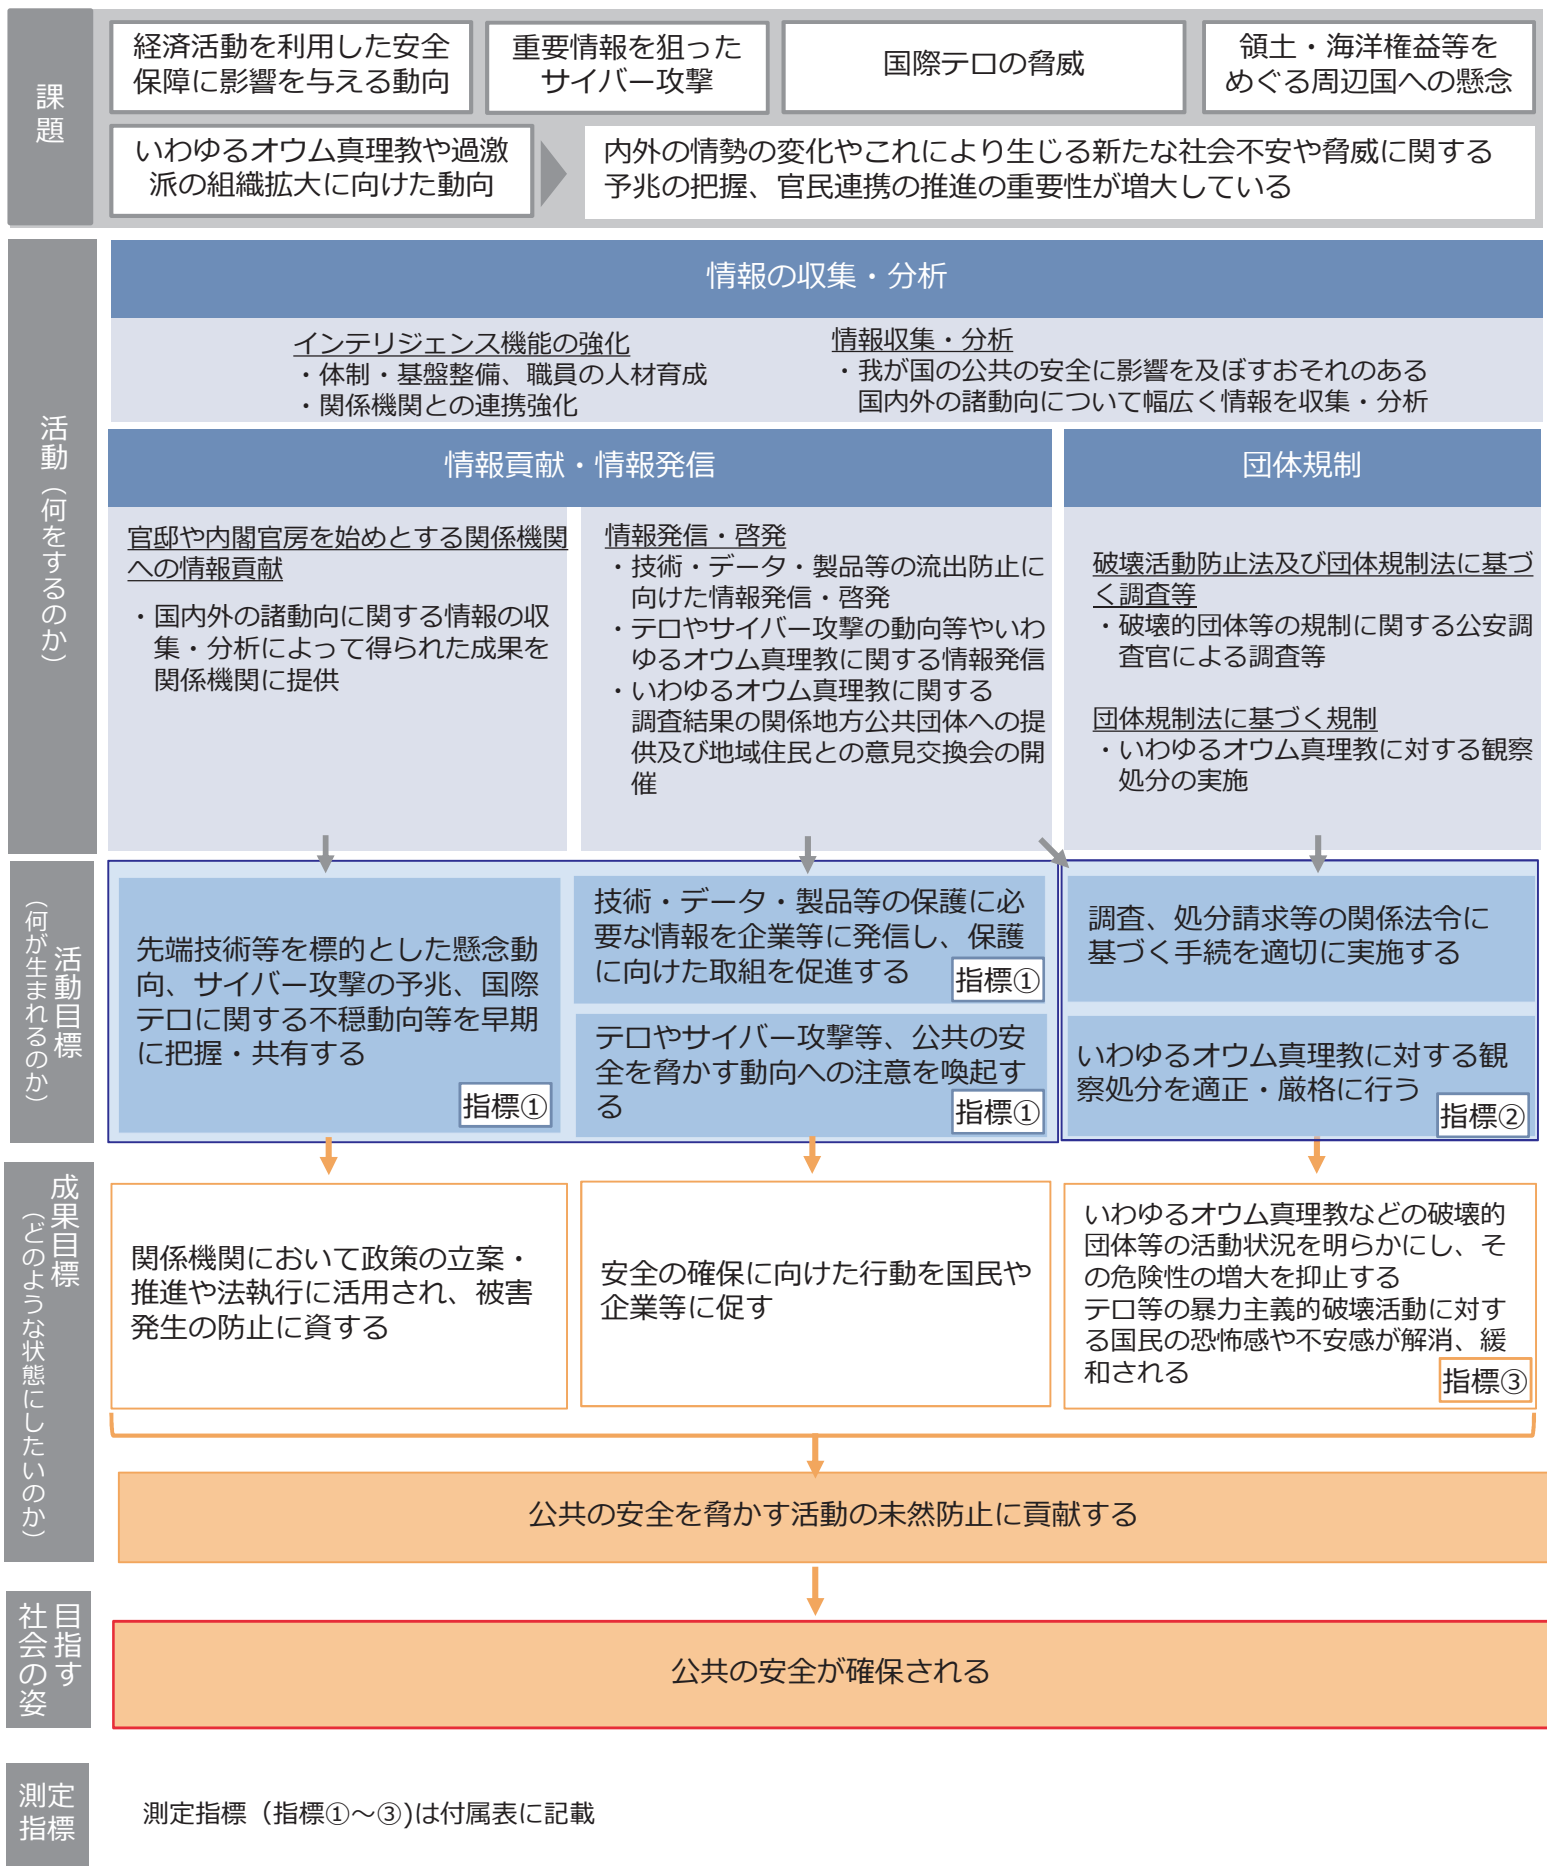 課題
経済活動を利用した安全
保障に影響を与える動向
重要情報を狙った
サイバー攻撃
国際テロの脅威
領土・海洋権益等を
めぐる周辺国への懸念
いわゆるオウム真理教や過激
派の組織拡大に向けた動向
内外の情勢の変化やこれにより生じる新たな社会不安や脅威に関する
予兆の把握、官民連携の推進の重要性が増大している
活動（何をするのか）
情報の収集・分析
インテリジェンス機能の強化
・体制・基盤整備、職員の人材育成
・関係機関との連携強化
情報収集・分析
・我が国の公共の安全に影響を及ぼすおそれのある
国内外の諸動向について幅広く情報を収集・分析
情報貢献・情報発信
官邸や内閣官房を始めとする関係機関
への情報貢献
・国内外の諸動向に関する情報の収
集・分析によって得られた成果を
関係機関に提供
情報発信・啓発
・技術・データ・製品等の流出防止に
向けた情報発信・啓発
・テロやサイバー攻撃の動向等やいわ
ゆるオウム真理教に関する情報発信
・いわゆるオウム真理教に関する
調査結果の関係地方公共団体への提
供及び地域住民との意見交換会の開
催
団体規制
破壊活動防止法及び団体規制法に基づ
く調査等
・破壊的団体等の規制に関する公安調
査官による調査等
団体規制法に基づく規制
・いわゆるオウム真理教に対する観察
処分の実施
活動目標
（何が生まれるのか）
先端技術等を標的とした懸念動
向、サイバー攻撃の予兆、国際
テロに関する不穏動向等を早期
に把握・共有する
指標①
技術・データ・製品等の保護に必
要な情報を企業等に発信し、保護
に向けた取組を促進する
指標①
テロやサイバー攻撃等、公共の安
全を脅かす動向への注意を喚起す
る
指標①
調査、処分請求等の関係法令に
基づく手続を適切に実施する
いわゆるオウム真理教に対する観
察処分を適正・厳格に行う
指標②
成果目標
（どのような状態にしたいのか）
関係機関において政策の立案・
推進や法執行に活用され、被害
発生の防止に資する
安全の確保に向けた行動を国民や
企業等に促す
いわゆるオウム真理教などの破壊的
団体等の活動状況を明らかにし、そ
の危険性の増大を抑止する
テロ等の暴力主義的破壊活動に対す
る国民の恐怖感や不安感が解消、緩
和される
指標③
公共の安全を脅かす活動の未然防止に貢献する
目指す
社会の姿
公共の安全が確保される
測定
指標
測定指標（指標①～③)は付属表に記載